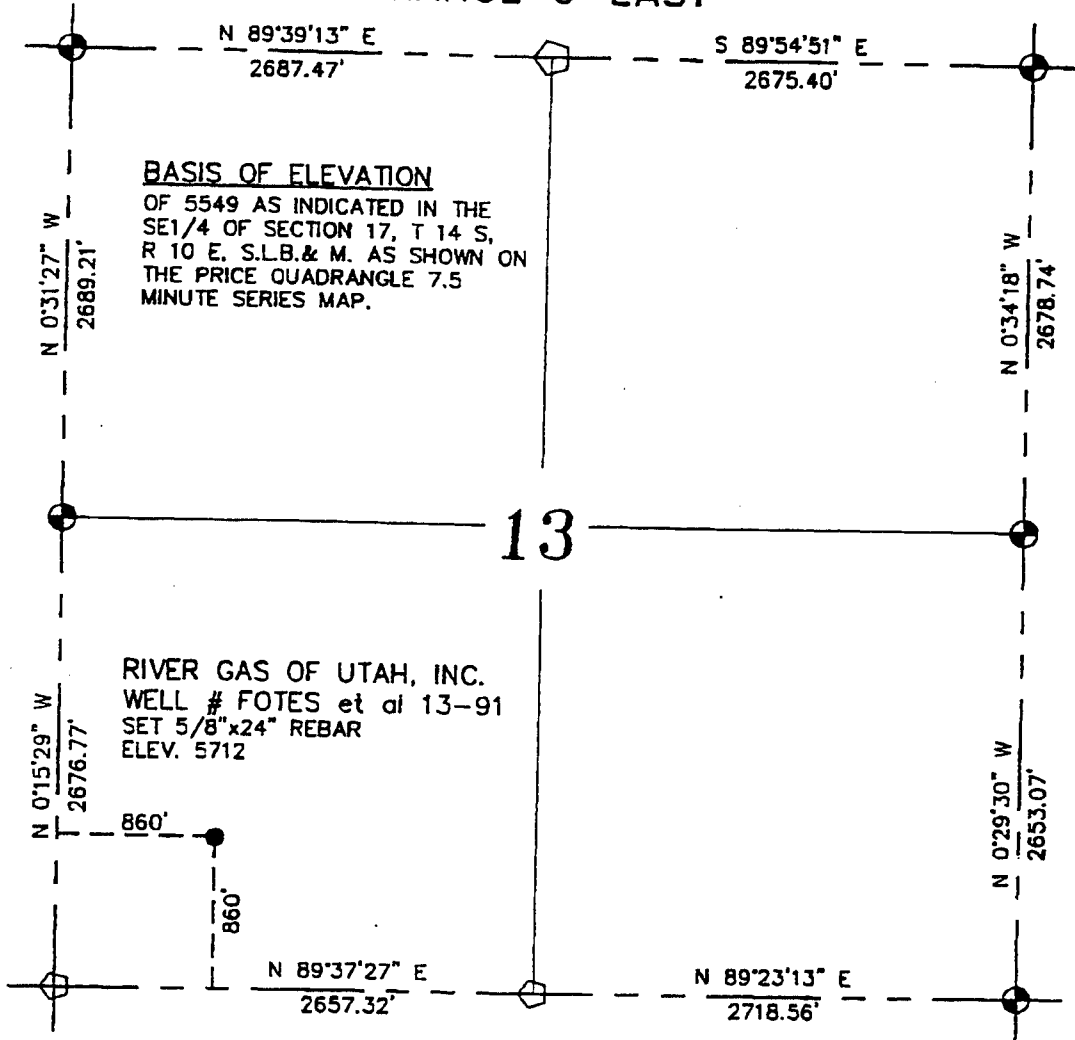 N 89°39'13" E
2687.47'
S 89°54'51" E
2675.40'
BASIS OF ELEVATION
OF 5549 AS INDICATED IN THE
SE1/4 OF SECTION 17, T 14 S,
R 10 E, S.L.B.& M. AS SHOWN ON
THE PRICE QUADRANGLE 7.5
MINUTE SERIES MAP.
N 0°31'27" W
2689.21'
N 0°34'18" W
2678.74'
13
RIVER GAS OF UTAH, INC.
WELL # FOTES et al 13-91
SET 5/8"x24" REBAR
ELEV. 5712
N 0°15'29" W
2676.77'
N 0°29'30" W
2653.07'
860'
860'
N 89°37'27" E
2657.32'
N 89°23'13" E
2718.56'